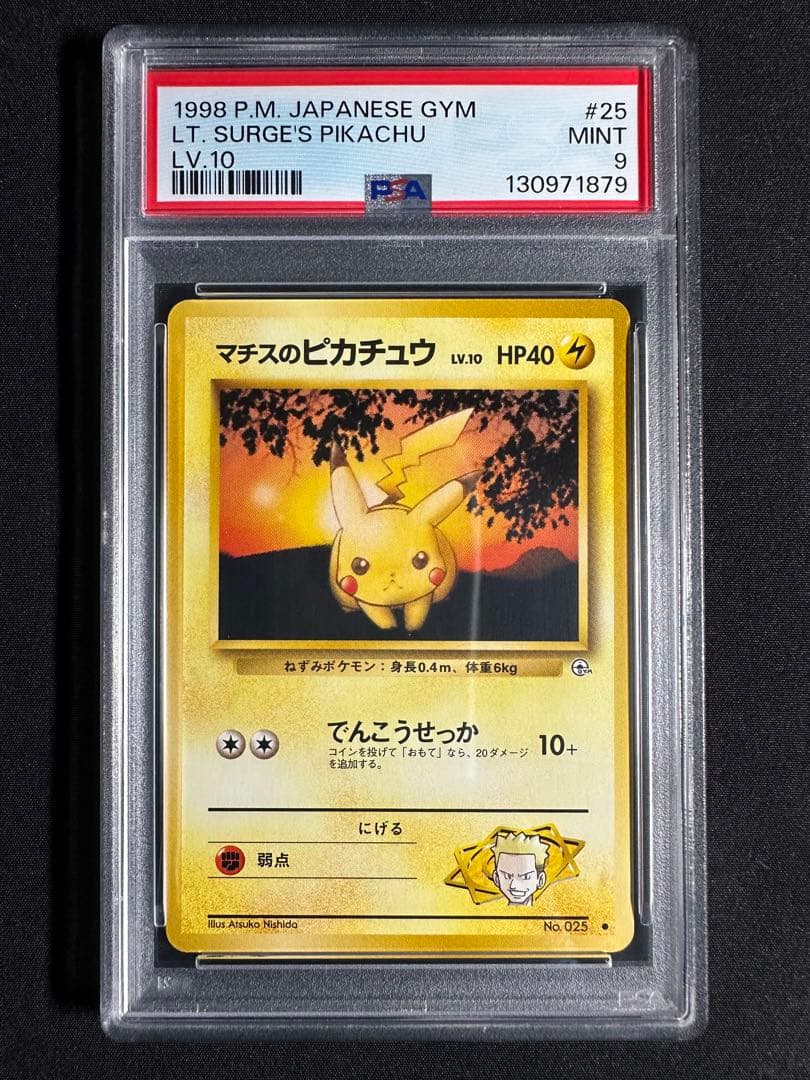 1998 P.M. JAPANESE GYM #25
LT. SURGE'S PIKACHU MINT
LV.10 9
PSA 130971879
マチスのピカチュウ LV.10 HP40
ねずみポケモン：身長0.4m、体重6kg
GYM
でんこうせっか 10+
コインを投げて「おもて」なら、20ダメージ
を追加する。
にげる
弱点
Illus.Atsuko Nishida No. 025 ●